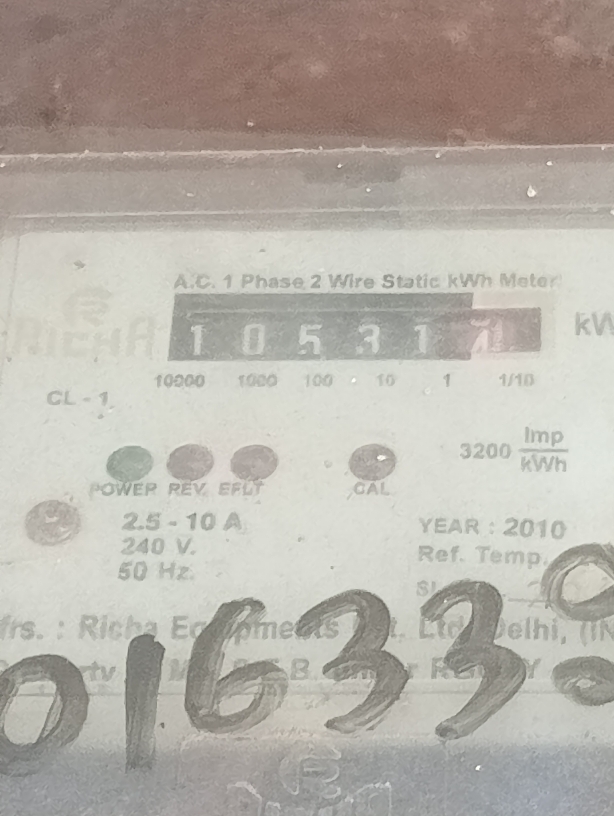 A.C. 1 Phase 2 Wire Static kWh Meter
RICHA
1 0 5 3 1
10000 1000 100 10 1 1/10
CL - 1
3200 Imp/kWh
POWER REV. EFLT CAL
2.5 - 10 A
240 V.
50 Hz.
YEAR : 2010
Ref. Temp.
Richa Equipments Ltd. Delhi,
01633